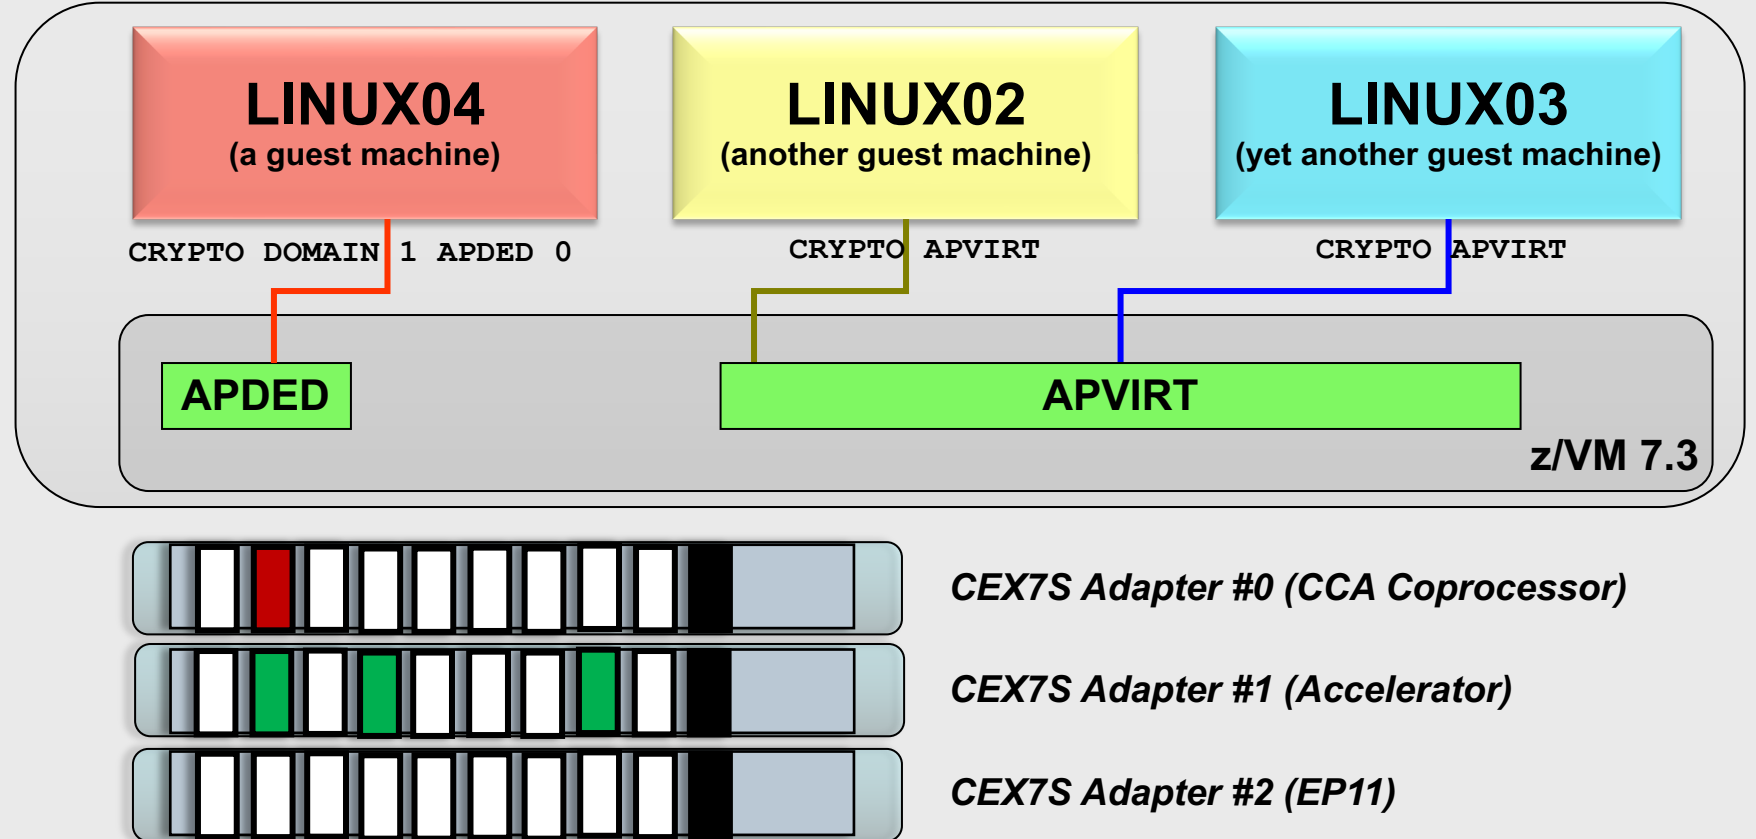 LINUX04
(a guest machine)
LINUX02
(another guest machine)
LINUX03
(yet another guest machine)
CRYPTO DOMAIN 1 APDED 0
CRYPTO APVIRT
CRYPTO APVIRT
APDED
APVIRT
z/VM 7.3
CEX7S Adapter #0 (CCA Coprocessor)
CEX7S Adapter #1 (Accelerator)
CEX7S Adapter #2 (EP11)